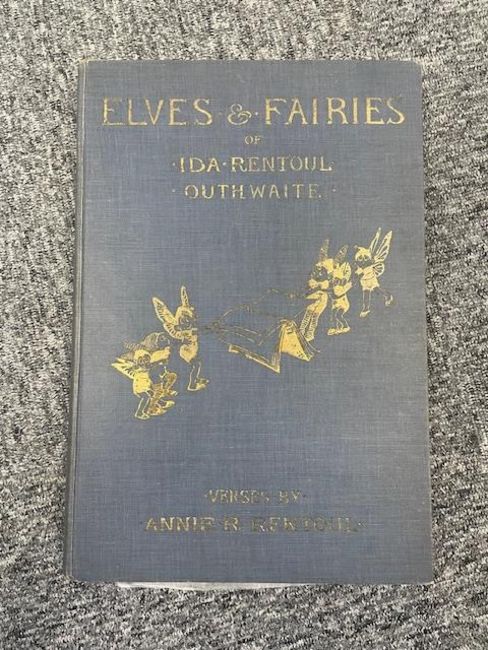 ELVES · & · FAIRIES
OF
· IDA · RENTOUL ·
· OUTHWAITE ·
· VERSES BY ·
· ANNIE · R · RENTOUL ·